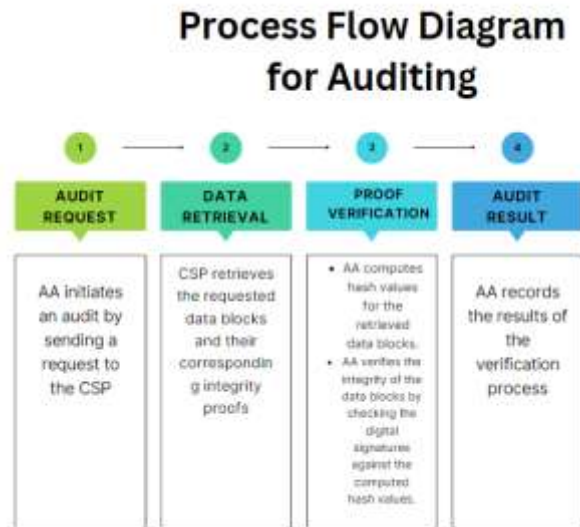 Process Flow Diagram
for Auditing
1
2
3
4
AUDIT
REQUEST
DATA
RETRIEVAL
PROOF
VERIFICATION
AUDIT
RESULT
AA initiates
an audit by
sending a
request to
the CSP
CSP retrieves
the requested
data blocks
and their
correspondin
g integrity
proofs
• AA computes
hash values
for the
retrieved
data blocks.
• AA verifies the
integrity of the
data blocks by
checking the
digital
signatures
against the
computed
hash values.
AA records
the results of
the
verification
process